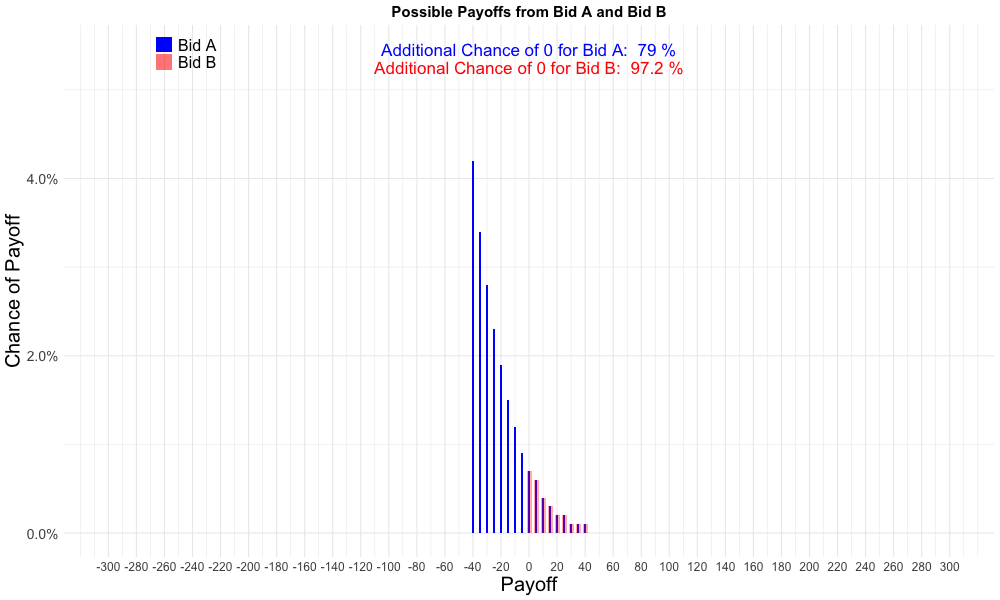 Possible Payoffs from Bid A and Bid B
Bid A
Bid B
Additional Chance of 0 for Bid A:  79 %
Additional Chance of 0 for Bid B:  97.2 %
Chance of Payoff
4.0%
2.0%
0.0%
-300 -280 -260 -240 -220 -200 -180 -160 -140 -120 -100 -80 -60 -40 -20 0 20 40 60 80 100 120 140 160 180 200 220 240 260 280 300
Payoff